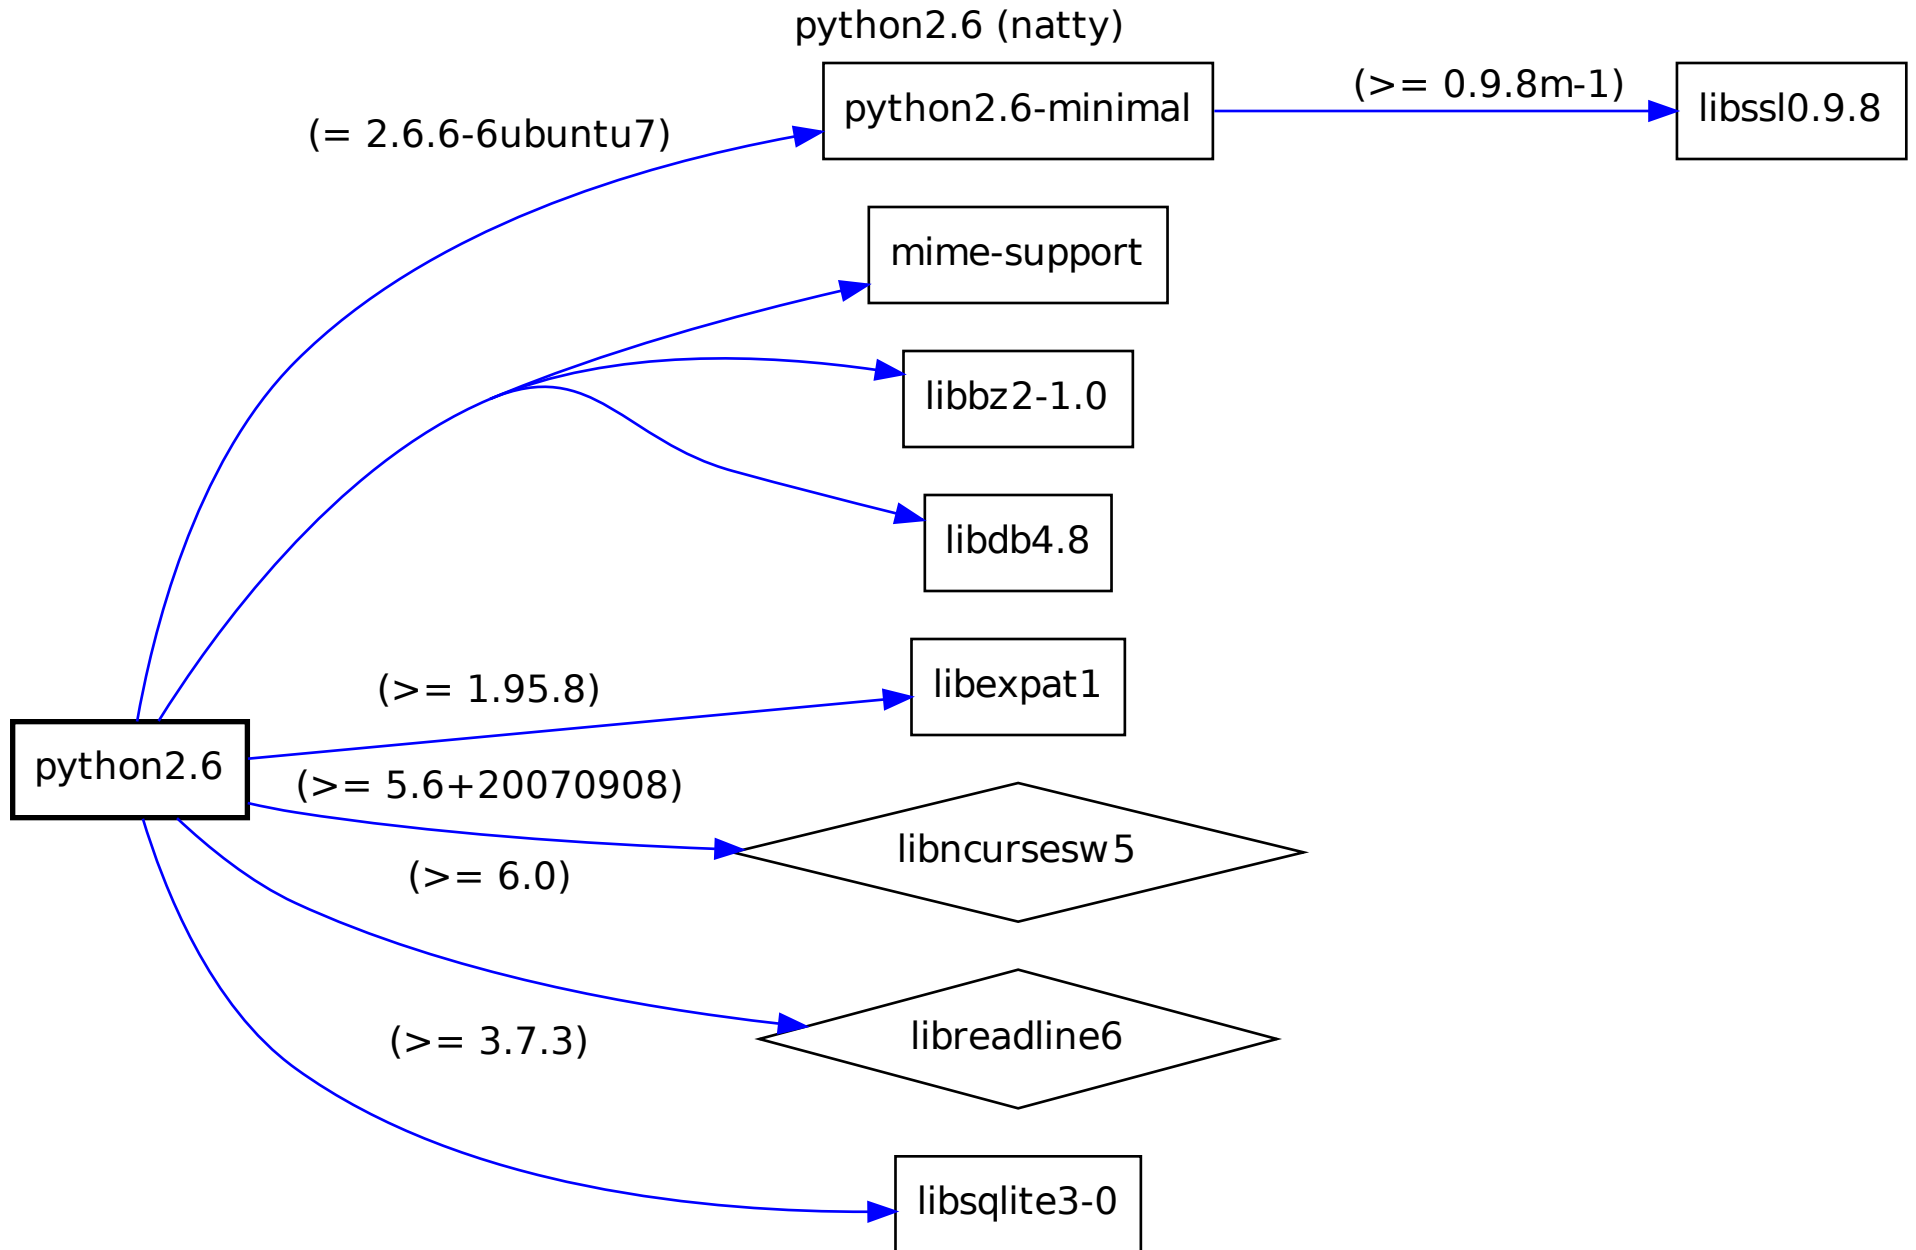 python2.6 (natty)
(= 2.6.6-6ubuntu7)
python2.6-minimal
(>= 0.9.8m-1)
libssl0.9.8
mime-support
libbz2-1.0
libdb4.8
(>= 1.95.8)
libexpat1
python2.6
(>= 5.6+20070908)
libncursesw5
(>= 6.0)
libreadline6
(>= 3.7.3)
libsqlite3-0